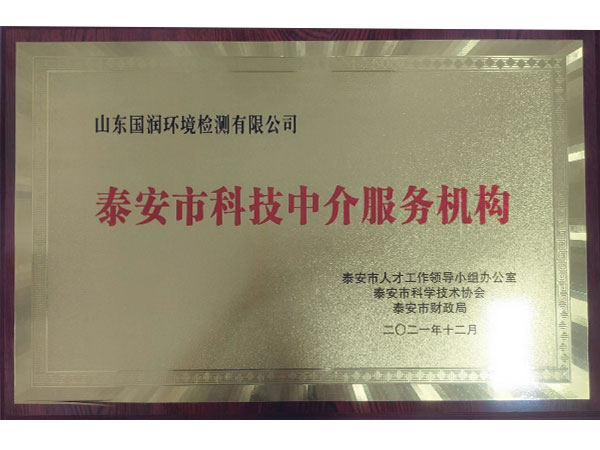 山东国润环境检测有限公司
泰安市科技中介服务机构
泰安市人才工作领导小组办公室
泰安市科学技术协会
泰安市财政局
二〇二一年十二月